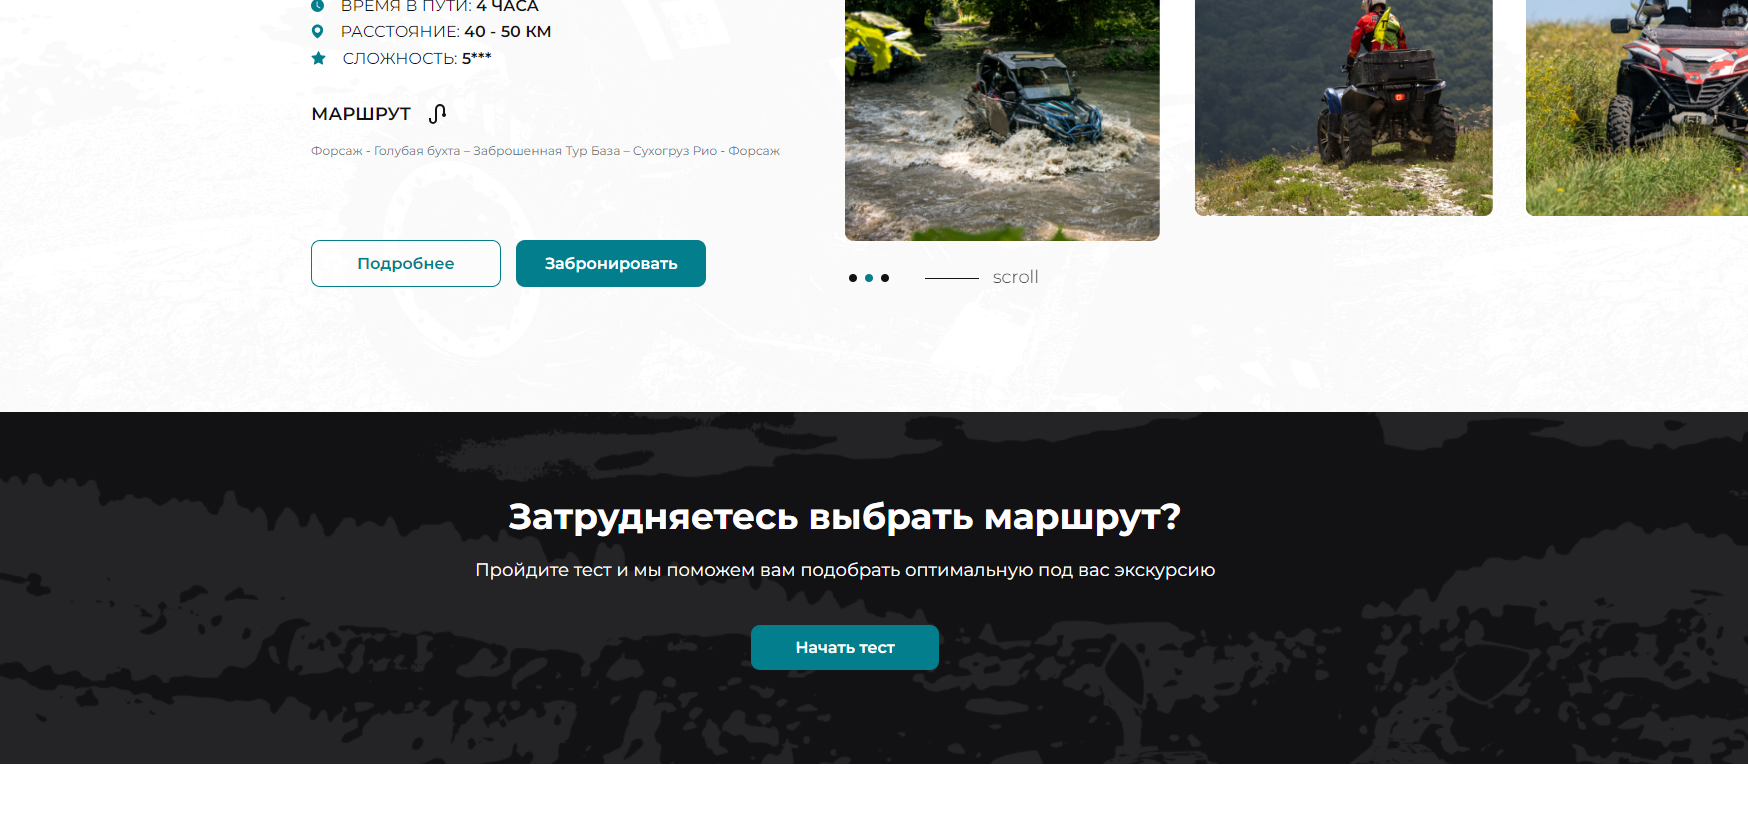 ВРЕМЯ В ПУТИ: 4 ЧАСА
РАССТОЯНИЕ: 40 - 50 КМ
СЛОЖНОСТЬ: 5***
МАРШРУТ
Форсаж - Голубая бухта – Заброшенная Тур База – Сухогруз Рио - Форсаж
Подробнее
Забронировать
scroll
Затрудняетесь выбрать маршрут?
Пройдите тест и мы поможем вам подобрать оптимальную под вас экскурсию
Начать тест